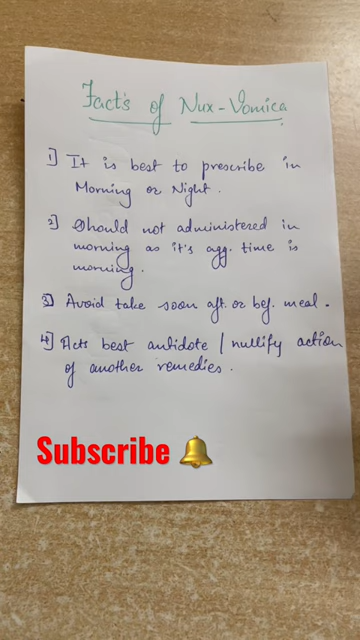 Facts of Nux-Vomica
1] It is best to prescribe in
Morning or Night.
2] Should not administered in
morning as it's agg. time is
morning.
3] Avoid take soon aft. or bef. meal.
4] Acts best antidote / nullify action
of another remedies.
Subscribe